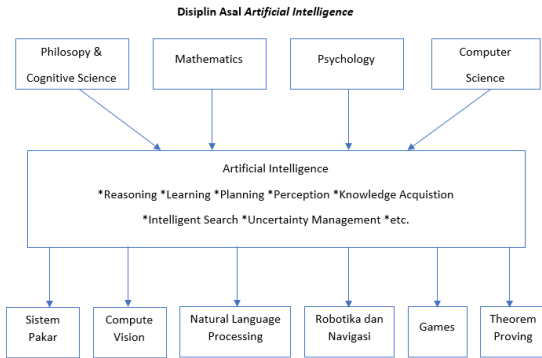 Disiplin Asal Artificial Intelligence
Philosopy &
Cognitive Science
Mathematics
Psychology
Computer
Science
Artificial Intelligence
*Reasoning *Learning *Planning *Perception *Knowledge Acquistion
*Intelligent Search *Uncertainty Management *etc.
Sistem
Pakar
Compute
Vision
Natural Language
Processing
Robotika dan
Navigasi
Games
Theorem
Proving